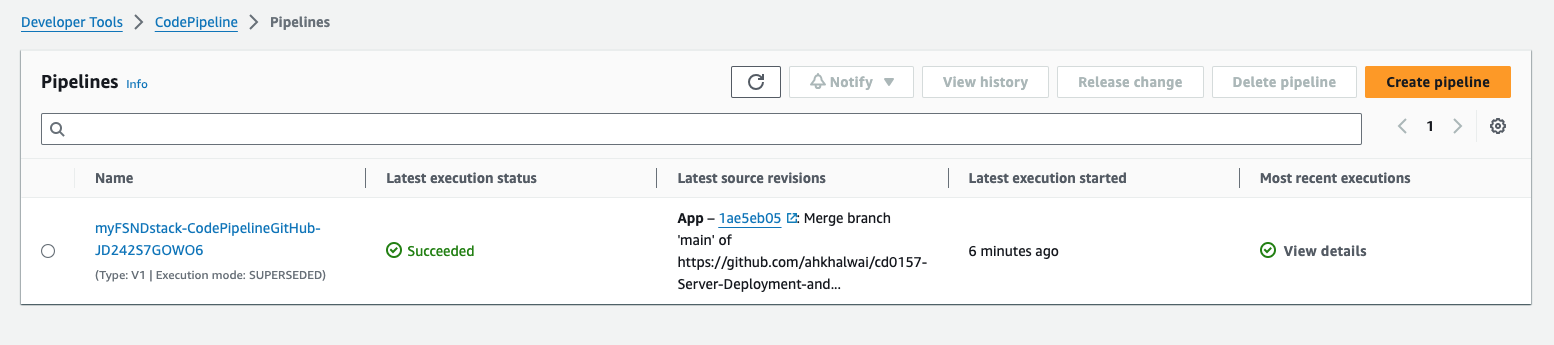 Developer Tools > CodePipeline > Pipelines
Pipelines Info
Notify ▼ View history Release change Delete pipeline Create pipeline
1
Name Latest execution status Latest source revisions Latest execution started Most recent executions
myFSNDstack-CodePipelineGitHub-
JD242S7GOWO6
(Type: V1 | Execution mode: SUPERSEDED)
Succeeded
App – 1ae5eb05 : Merge branch
'main' of
https://github.com/ahkhalwai/cd0157-
Server-Deployment-and...
6 minutes ago
View details